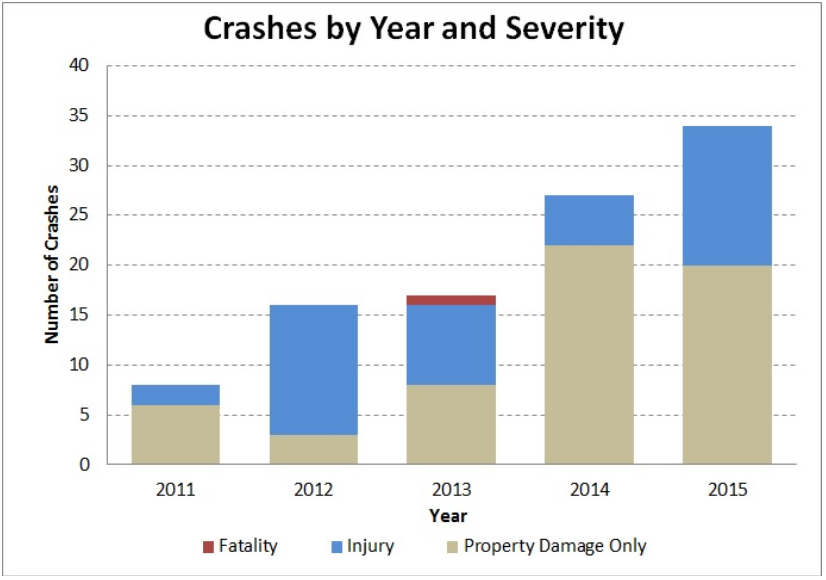 Crashes by Year and Severity
40
35
30
25
20
15
10
5
0
Number of Crashes
2011 2012 2013 2014 2015
Year
Fatality Injury Property Damage Only